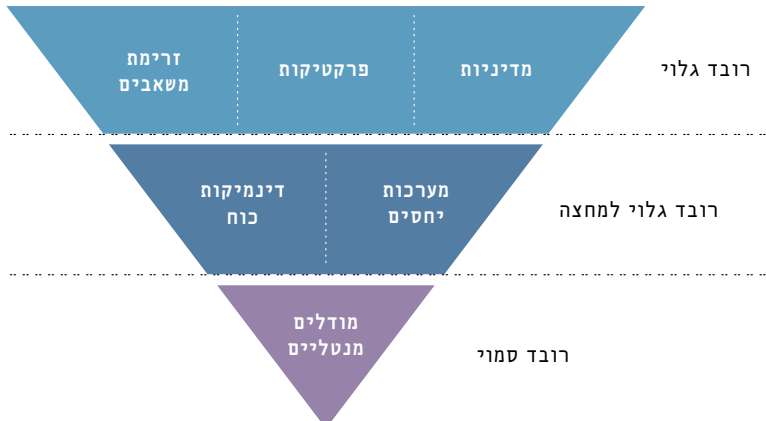 מדיניות
פרקטיקות
זרימת
משאבים
רובד גלוי
מערכות
יחסים
דינמיקות
כוח
רובד גלוי למחצה
מודלים
מנטליים
רובד סמוי